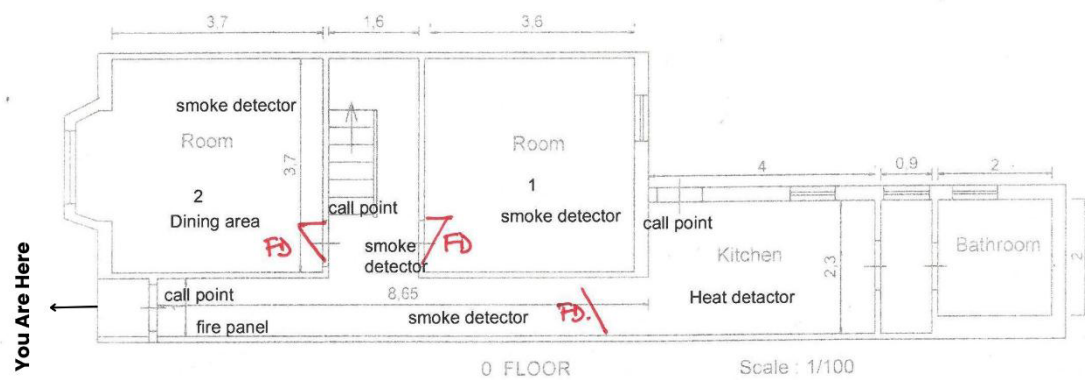 3,7
1,6
3,6
smoke detector
Room
3,7
2
Dining area
call point
FD
smoke
detector
FD
Room
1
smoke detector
4
0,9
2
call point
Kitchen
2,3
Heat detactor
Bathroom
2
You Are Here
call point
8,65
fire panel
smoke detector
FD.
0 FLOOR
Scale : 1/100